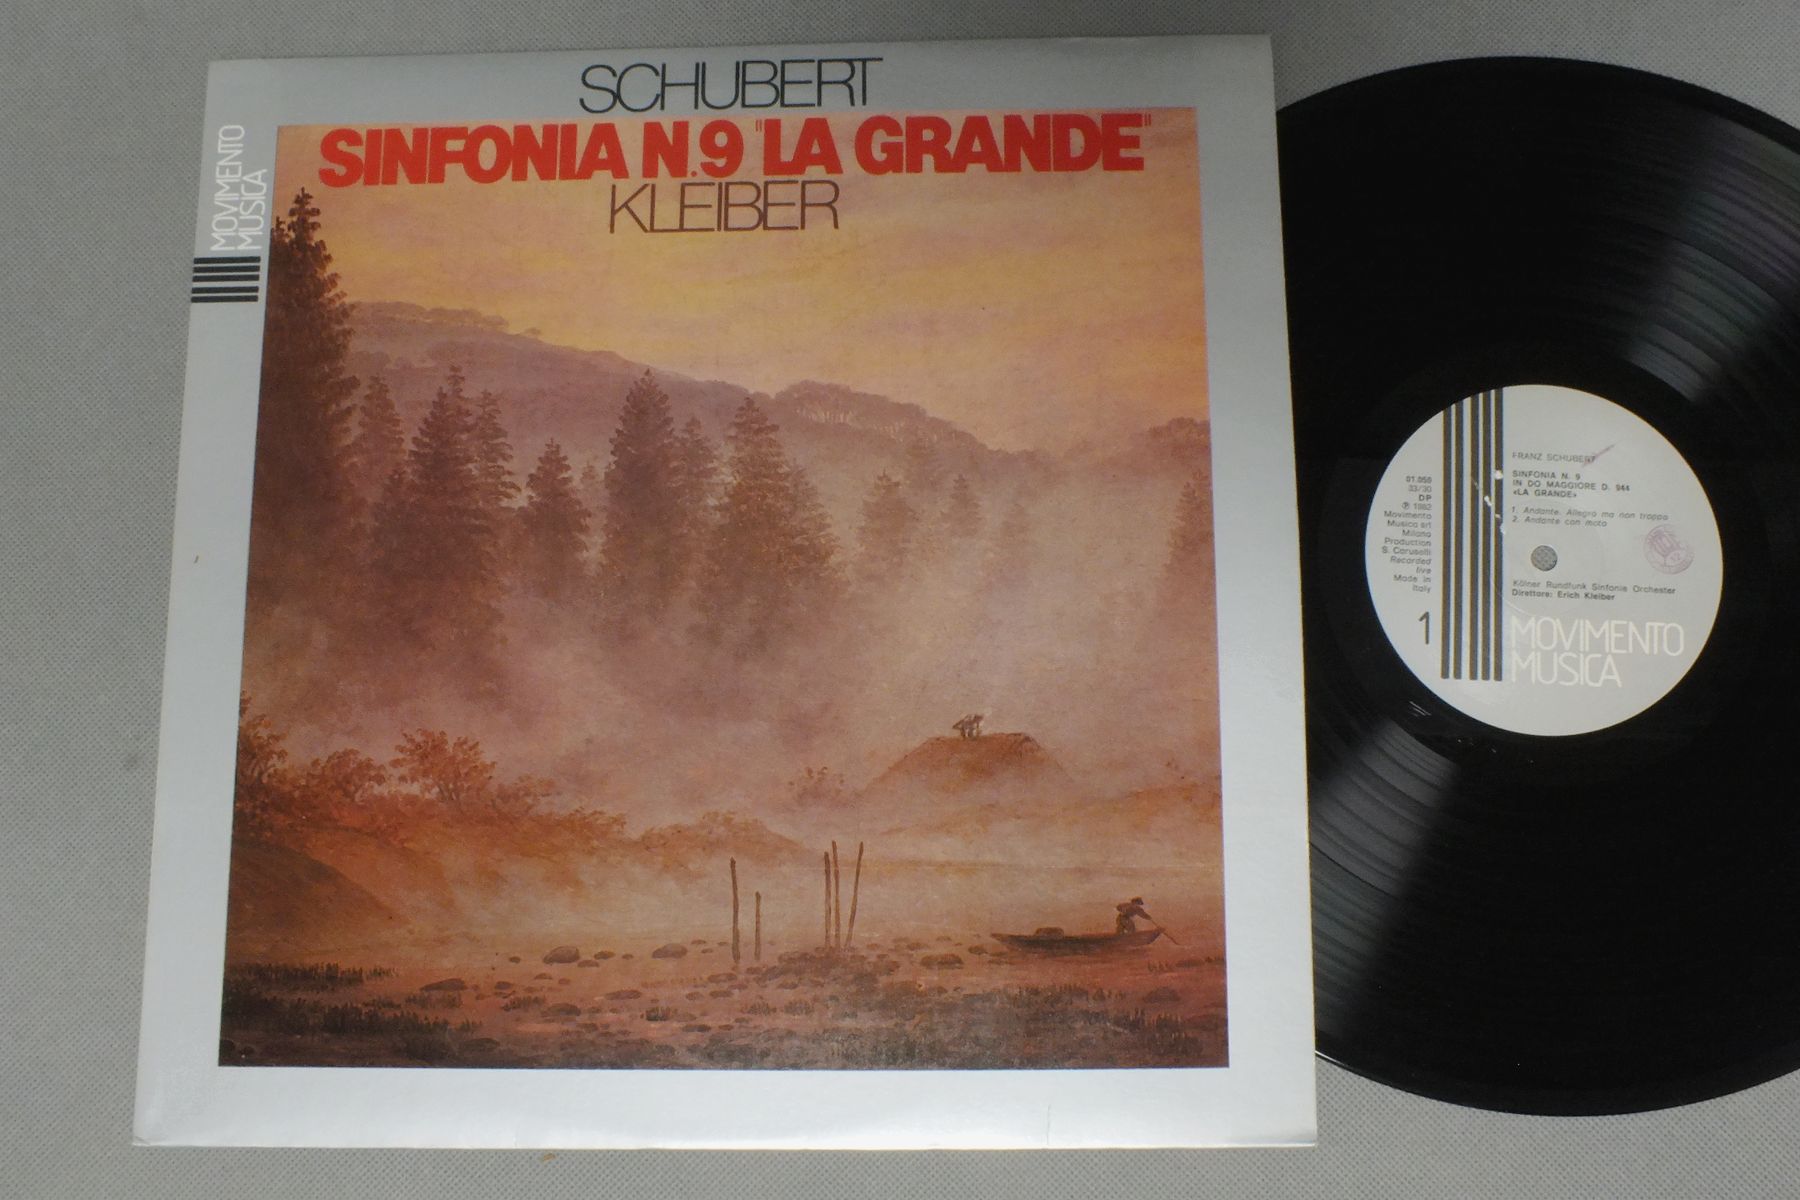 SCHUBERT
SINFONIA N.9 "LA GRANDE"
KLEIBER
MOVIMENTO
MUSICA
FRANZ SCHUBERT
SINFONIA N. 9
IN DO MAGGIORE D. 944
«LA GRANDE»
1. Andante. Allegro ma non troppo
2. Andante con moto
01.050
33/30
DP
℗ 1982
Movimento
Musica srl
Milano
Production
S. Caruselli
Recorded
live
Made in
Italy
1
Kölner Rundfunk Sinfonie Orchester
Direttore: Erich Kleiber
MOVIMENTO
MUSICA